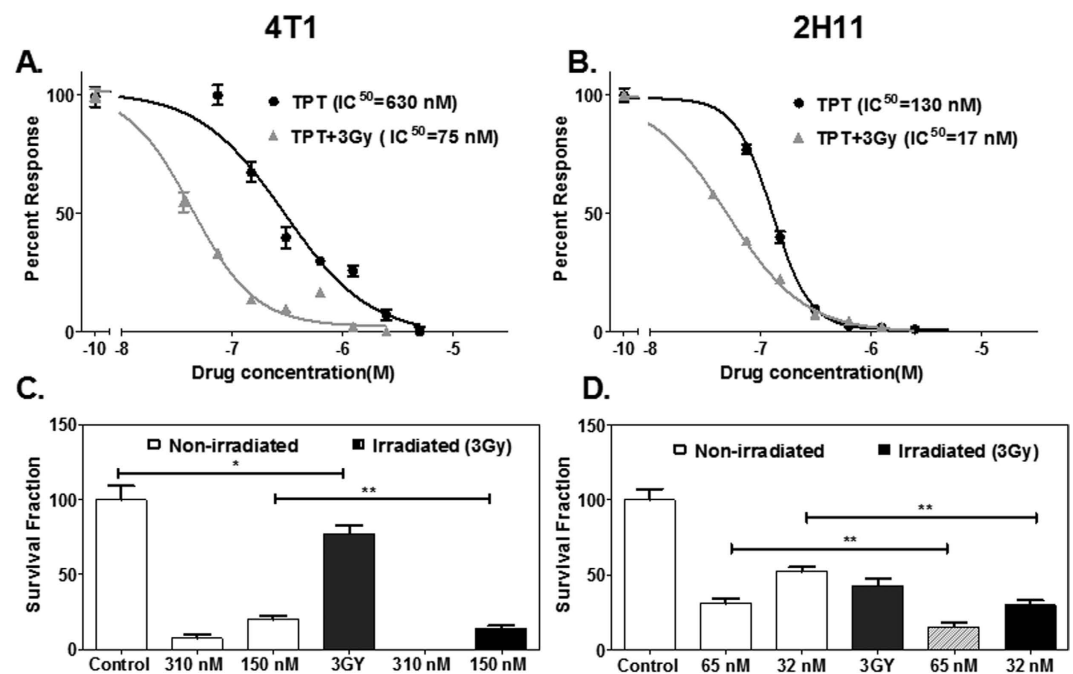 4T1
2H11
A.
Percent Response
100
50
0
TPT (IC50=630 nM)
TPT+3Gy ( IC50=75 nM)
-10 -8 -7 -6 -5
Drug concentration(M)
B.
Percent Response
100
50
0
TPT (IC50=130 nM)
TPT+3Gy (IC50=17 nM)
-10 -8 -7 -6 -5
Drug concentration(M)
C.
Survival Fraction
150
100
50
0
Non-irradiated Irradiated (3Gy)
*
**
Control 310 nM 150 nM 3GY 310 nM 150 nM
D.
Survival Fraction
150
100
50
0
Non-irradiated Irradiated (3Gy)
**
**
Control 65 nM 32 nM 3GY 65 nM 32 nM